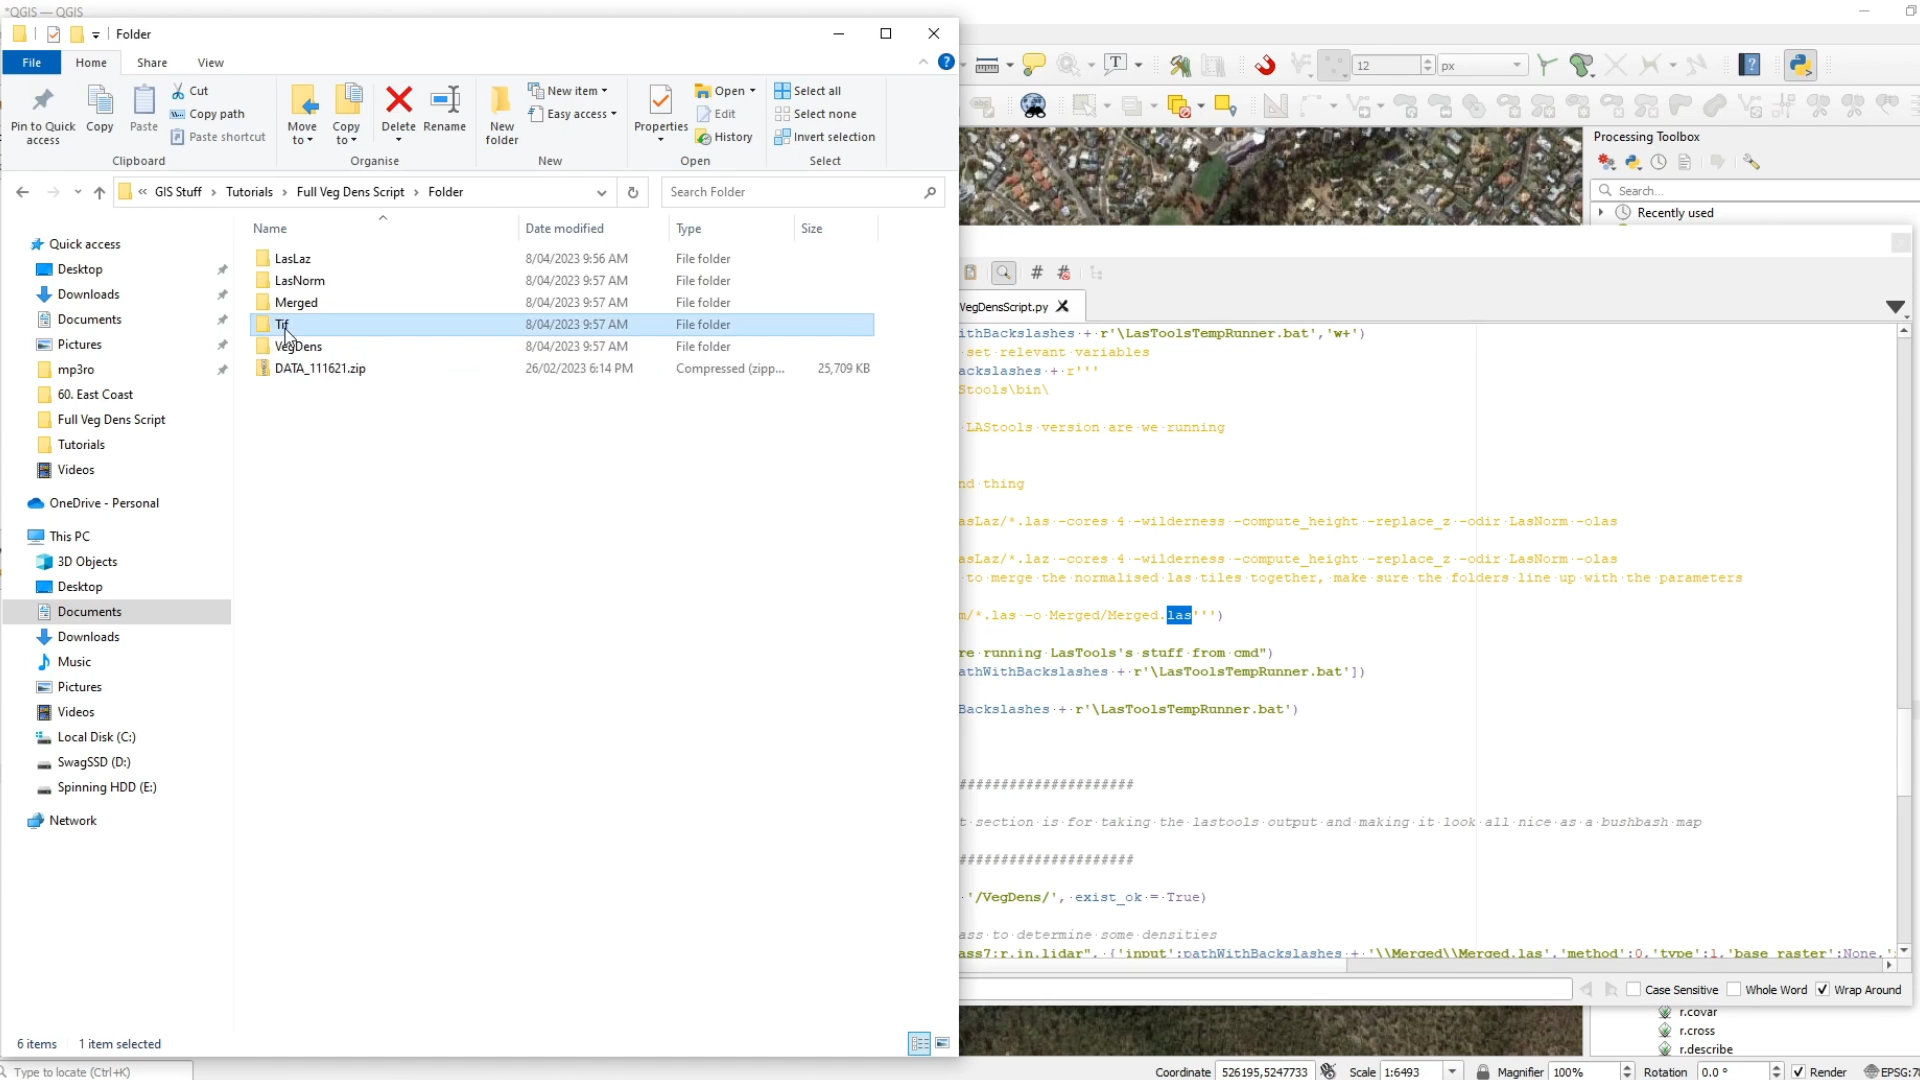 *QGIS — QGIS
Folder
File
Home
Share
View
Pin to Quick access
Copy
Paste
Cut
Copy path
Paste shortcut
Clipboard
Move to
Copy to
Delete
Rename
Organise
New folder
New item
Easy access
New
Properties
Open
Edit
History
Open
Select all
Select none
Invert selection
Select
« GIS Stuff › Tutorials › Full Veg Dens Script › Folder
Search Folder
Name
Date modified
Type
Size
LasLaz 8/04/2023 9:56 AM File folder
LasNorm 8/04/2023 9:57 AM File folder
Merged 8/04/2023 9:57 AM File folder
Tif 8/04/2023 9:57 AM File folder
VegDens 8/04/2023 9:57 AM File folder
DATA_111621.zip 26/02/2023 6:14 PM Compressed (zipp... 25,709 KB
Quick access
Desktop
Downloads
Documents
Pictures
mp3ro
60. East Coast
Full Veg Dens Script
Tutorials
Videos
OneDrive - Personal
This PC
3D Objects
Desktop
Documents
Downloads
Music
Pictures
Videos
Local Disk (C:)
SwagSSD (D:)
Spinning HDD (E:)
Network
6 items 1 item selected
12
px
Processing Toolbox
Search...
Recently used
VegDensScript.py
ithBackslashes + r'\LasToolsTempRunner.bat','w+')
set relevant variables
ackslashes + r'''
Stools\bin\
LAStools version are we running
nd thing
asLaz/*.las -cores 4 -wilderness -compute_height -replace_z -odir LasNorm -olas
asLaz/*.laz -cores 4 -wilderness -compute_height -replace_z -odir LasNorm -olas
to merge the normalised las tiles together, make sure the folders line up with the parameters
m/*.las -o Merged/Merged.las''')
re running LasTools's stuff from cmd")
athWithBackslashes + r'\LasToolsTempRunner.bat'])
Backslashes + r'\LasToolsTempRunner.bat')
#####################
t section is for taking the lastools output and making it look all nice as a bushbash map
#####################
'/VegDens/', exist_ok = True)
ass to determine some densities
ass7:r.in.lidar", {'input':pathWithBackslashes + '\\Merged\\Merged.las','method':0,'type':1,'base_raster':None,'
Case Sensitive
Whole Word
Wrap Around
r.covar
r.cross
r.describe
Type to locate (Ctrl+K)
Coordinate 526195,5247733 Scale 1:6493 Magnifier 100% Rotation 0.0 ° Render